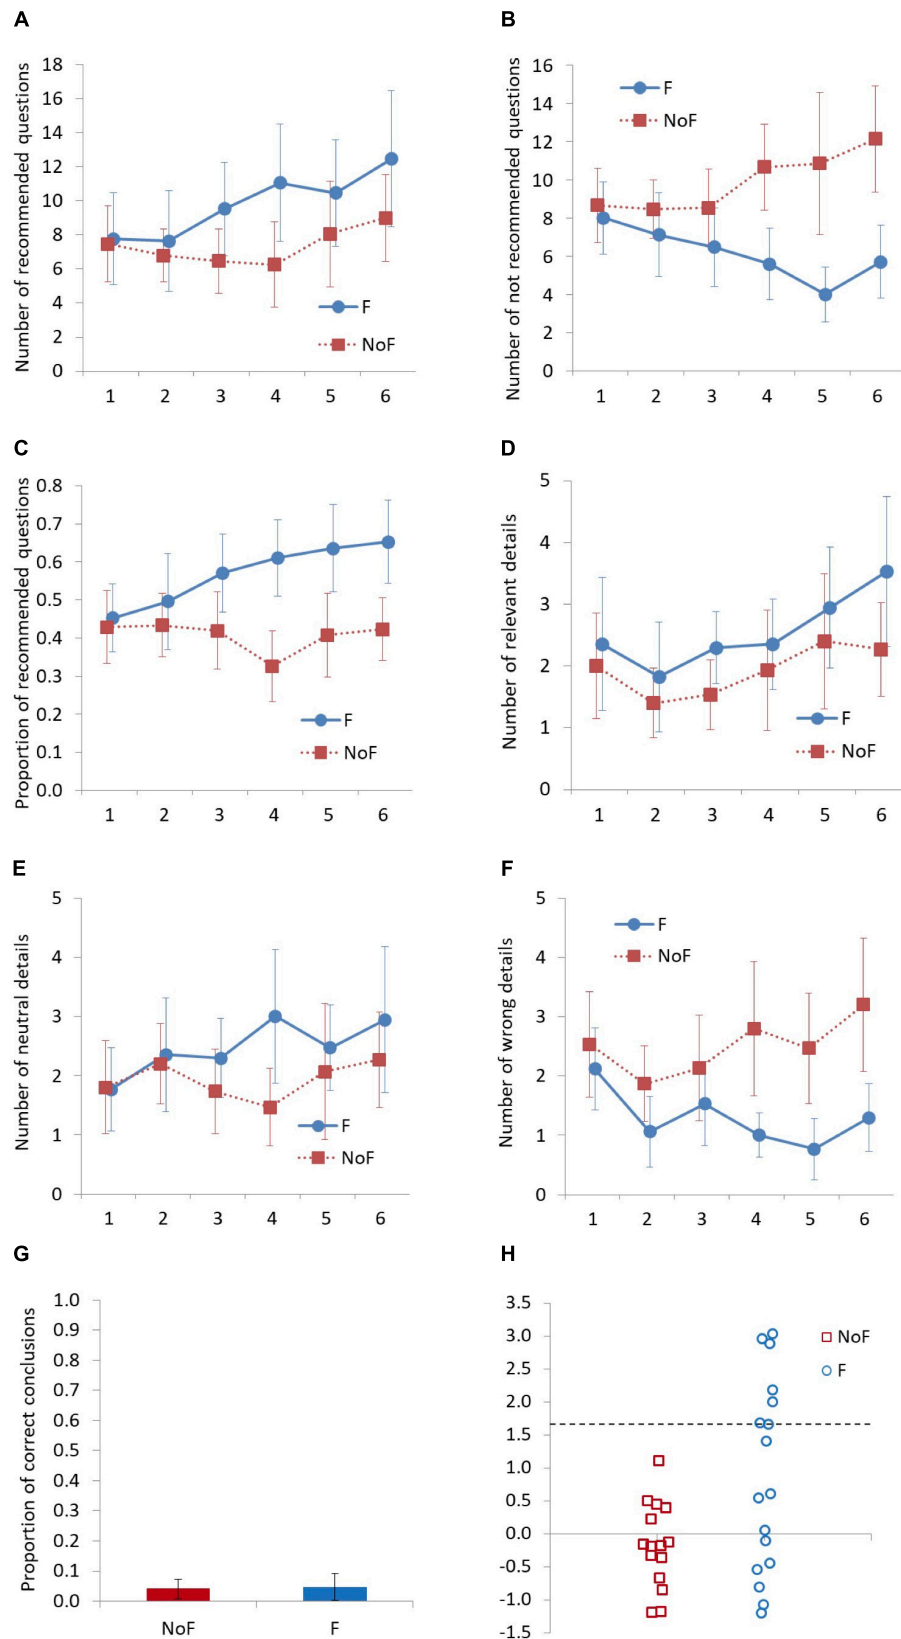 A
Number of recommended questions
18
16
14
12
10
8
6
4
2
0
1 2 3 4 5 6
F
NoF
B
Number of not recommended questions
16
14
12
10
8
6
4
2
0
1 2 3 4 5 6
F
NoF
C
Proportion of recommended questions
0.8
0.7
0.6
0.5
0.4
0.3
0.2
0.1
0.0
1 2 3 4 5 6
F
NoF
D
Number of relevant details
5
4
3
2
1
0
1 2 3 4 5 6
F
NoF
E
Number of neutral details
5
4
3
2
1
0
1 2 3 4 5 6
F
NoF
F
Number of wrong details
5
4
3
2
1
0
1 2 3 4 5 6
F
NoF
G
Proportion of correct conclusions
1.0
0.9
0.8
0.7
0.6
0.5
0.4
0.3
0.2
0.1
0.0
NoF F
H
3.5
3.0
2.5
2.0
1.5
1.0
0.5
0.0
-0.5
-1.0
-1.5
NoF
F